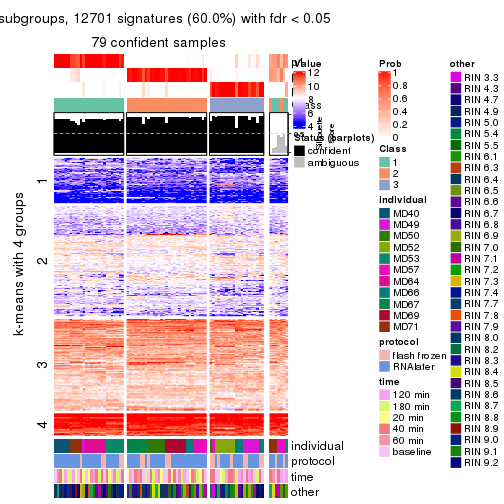 subgroups, 12701 signatures (60.0%) with fdr < 0.05
79 confident samples
k-means with 4 groups
1
2
3
4
individual
protocol
time
other
Value
12
10
8
6
4
Status (barplots)
confident
ambiguous
Prob
1
0.8
0.6
0.4
0.2
0
Class
1
2
3
individual
MD40
MD49
MD50
MD52
MD53
MD57
MD64
MD66
MD67
MD69
MD71
protocol
flash frozen
RNAlater
time
120 min
180 min
20 min
40 min
60 min
baseline
other
RIN 3.3
RIN 4.3
RIN 4.7
RIN 4.9
RIN 5.0
RIN 5.4
RIN 5.5
RIN 6.1
RIN 6.3
RIN 6.4
RIN 6.5
RIN 6.6
RIN 6.7
RIN 6.8
RIN 6.9
RIN 7.0
RIN 7.1
RIN 7.2
RIN 7.3
RIN 7.4
RIN 7.7
RIN 7.8
RIN 7.9
RIN 8.0
RIN 8.2
RIN 8.3
RIN 8.4
RIN 8.5
RIN 8.6
RIN 8.7
RIN 8.8
RIN 8.9
RIN 9.0
RIN 9.1
RIN 9.2